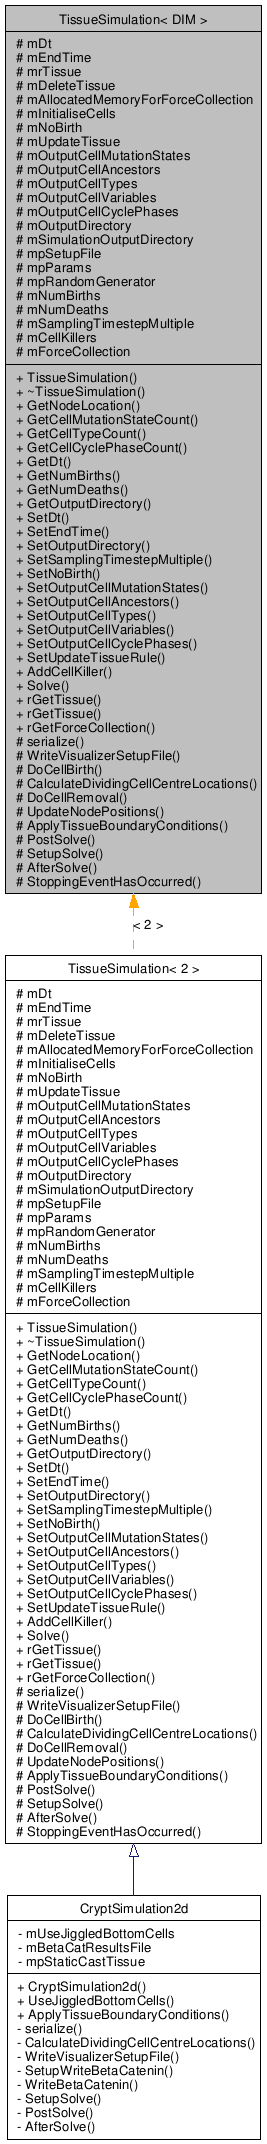 TissueSimulation< DIM >
# mDt
# mEndTime
# mrTissue
# mDeleteTissue
# mAllocatedMemoryForForceCollection
# mInitialiseCells
# mNoBirth
# mUpdateTissue
# mOutputCellMutationStates
# mOutputCellAncestors
# mOutputCellTypes
# mOutputCellVariables
# mOutputCellCyclePhases
# mOutputDirectory
# mSimulationOutputDirectory
# mpSetupFile
# mpParams
# mpRandomGenerator
# mNumBirths
# mNumDeaths
# mSamplingTimestepMultiple
# mCellKillers
# mForceCollection
+ TissueSimulation()
+ ~TissueSimulation()
+ GetNodeLocation()
+ GetCellMutationStateCount()
+ GetCellTypeCount()
+ GetCellCyclePhaseCount()
+ GetDt()
+ GetNumBirths()
+ GetNumDeaths()
+ GetOutputDirectory()
+ SetDt()
+ SetEndTime()
+ SetOutputDirectory()
+ SetSamplingTimestepMultiple()
+ SetNoBirth()
+ SetOutputCellMutationStates()
+ SetOutputCellAncestors()
+ SetOutputCellTypes()
+ SetOutputCellVariables()
+ SetOutputCellCyclePhases()
+ SetUpdateTissueRule()
+ AddCellKiller()
+ Solve()
+ rGetTissue()
+ rGetTissue()
+ rGetForceCollection()
# serialize()
# WriteVisualizerSetupFile()
# DoCellBirth()
# CalculateDividingCellCentreLocations()
# DoCellRemoval()
# UpdateNodePositions()
# ApplyTissueBoundaryConditions()
# PostSolve()
# SetupSolve()
# AfterSolve()
# StoppingEventHasOccurred()
< 2 >
TissueSimulation< 2 >
# mDt
# mEndTime
# mrTissue
# mDeleteTissue
# mAllocatedMemoryForForceCollection
# mInitialiseCells
# mNoBirth
# mUpdateTissue
# mOutputCellMutationStates
# mOutputCellAncestors
# mOutputCellTypes
# mOutputCellVariables
# mOutputCellCyclePhases
# mOutputDirectory
# mSimulationOutputDirectory
# mpSetupFile
# mpParams
# mpRandomGenerator
# mNumBirths
# mNumDeaths
# mSamplingTimestepMultiple
# mCellKillers
# mForceCollection
+ TissueSimulation()
+ ~TissueSimulation()
+ GetNodeLocation()
+ GetCellMutationStateCount()
+ GetCellTypeCount()
+ GetCellCyclePhaseCount()
+ GetDt()
+ GetNumBirths()
+ GetNumDeaths()
+ GetOutputDirectory()
+ SetDt()
+ SetEndTime()
+ SetOutputDirectory()
+ SetSamplingTimestepMultiple()
+ SetNoBirth()
+ SetOutputCellMutationStates()
+ SetOutputCellAncestors()
+ SetOutputCellTypes()
+ SetOutputCellVariables()
+ SetOutputCellCyclePhases()
+ SetUpdateTissueRule()
+ AddCellKiller()
+ Solve()
+ rGetTissue()
+ rGetTissue()
+ rGetForceCollection()
# serialize()
# WriteVisualizerSetupFile()
# DoCellBirth()
# CalculateDividingCellCentreLocations()
# DoCellRemoval()
# UpdateNodePositions()
# ApplyTissueBoundaryConditions()
# PostSolve()
# SetupSolve()
# AfterSolve()
# StoppingEventHasOccurred()
CryptSimulation2d
- mUseJiggledBottomCells
- mBetaCatResultsFile
- mpStaticCastTissue
+ CryptSimulation2d()
+ UseJiggledBottomCells()
+ ApplyTissueBoundaryConditions()
- serialize()
- CalculateDividingCellCentreLocations()
- WriteVisualizerSetupFile()
- SetupWriteBetaCatenin()
- WriteBetaCatenin()
- SetupSolve()
- PostSolve()
- AfterSolve()